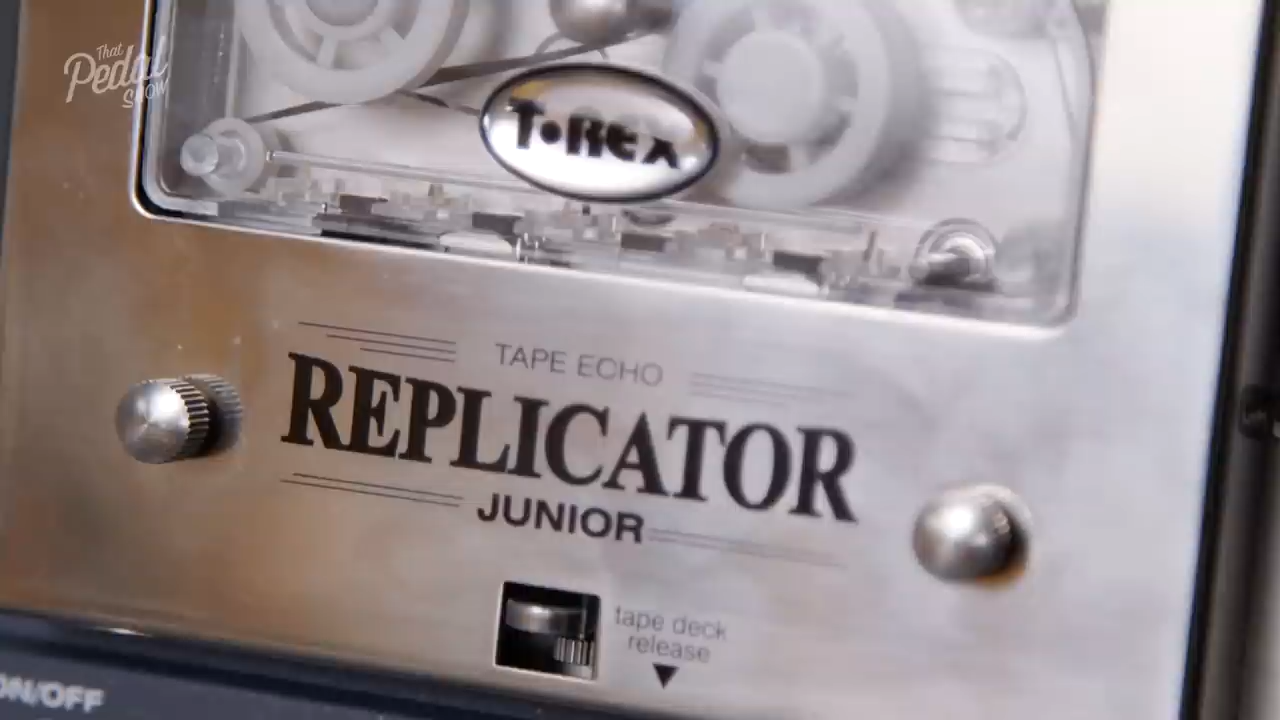 That
Pedal
SHOW
T•REX
TAPE ECHO
REPLICATOR
JUNIOR
tape deck
release
ON/OFF